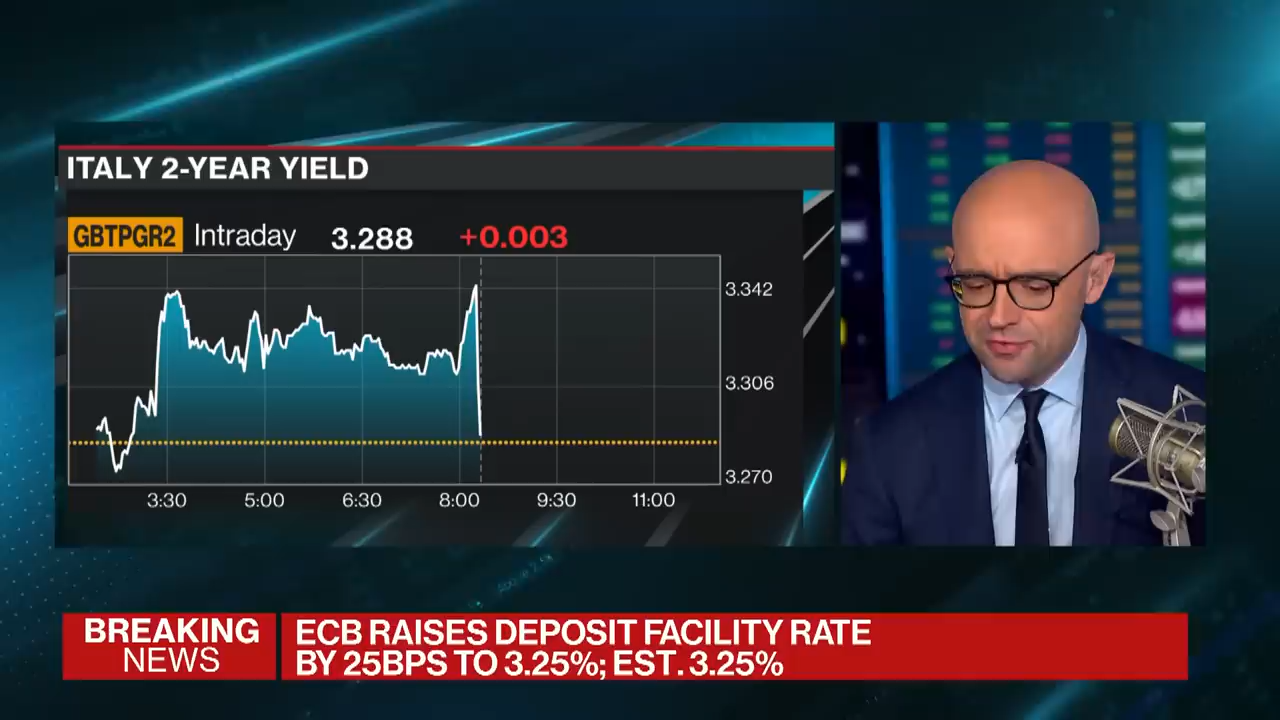 ITALY 2-YEAR YIELD
GBTPGR2 Intraday 3.288 +0.003
3.342
3.306
3.270
3:30 5:00 6:30 8:00 9:30 11:00
BREAKING
NEWS
ECB RAISES DEPOSIT FACILITY RATE
BY 25BPS TO 3.25%; EST. 3.25%